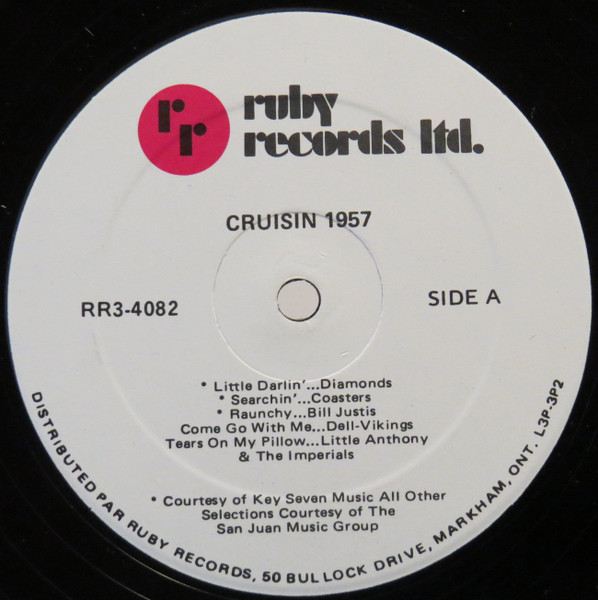 rr
ruby
records ltd.
CRUISIN 1957
RR3-4082
SIDE A
* Little Darlin'...Diamonds
* Searchin'...Coasters
* Raunchy...Bill Justis
Come Go With Me...Dell-Vikings
Tears On My Pillow...Little Anthony
& The Imperials
* Courtesy of Key Seven Music All Other
Selections Courtesy of The
San Juan Music Group
DISTRIBUTED PAR RUBY RECORDS, 50 BULLOCK DRIVE, MARKHAM, ONT. L3P-3P2